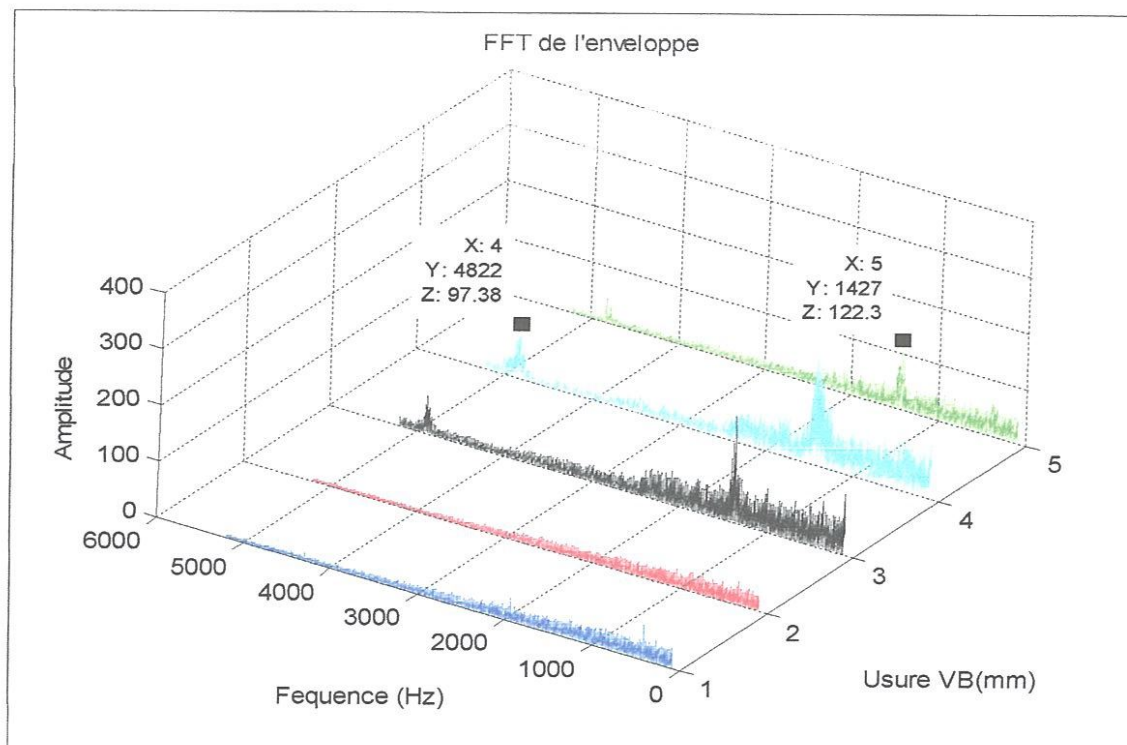 FFT de l'enveloppe
X: 4
Y: 4822
Z: 97.38
X: 5
Y: 1427
Z: 122.3
400
300
200
100
0
Amplitude
6000
5000
4000
3000
2000
1000
0
Fequence (Hz)
1
2
3
4
5
Usure VB(mm)